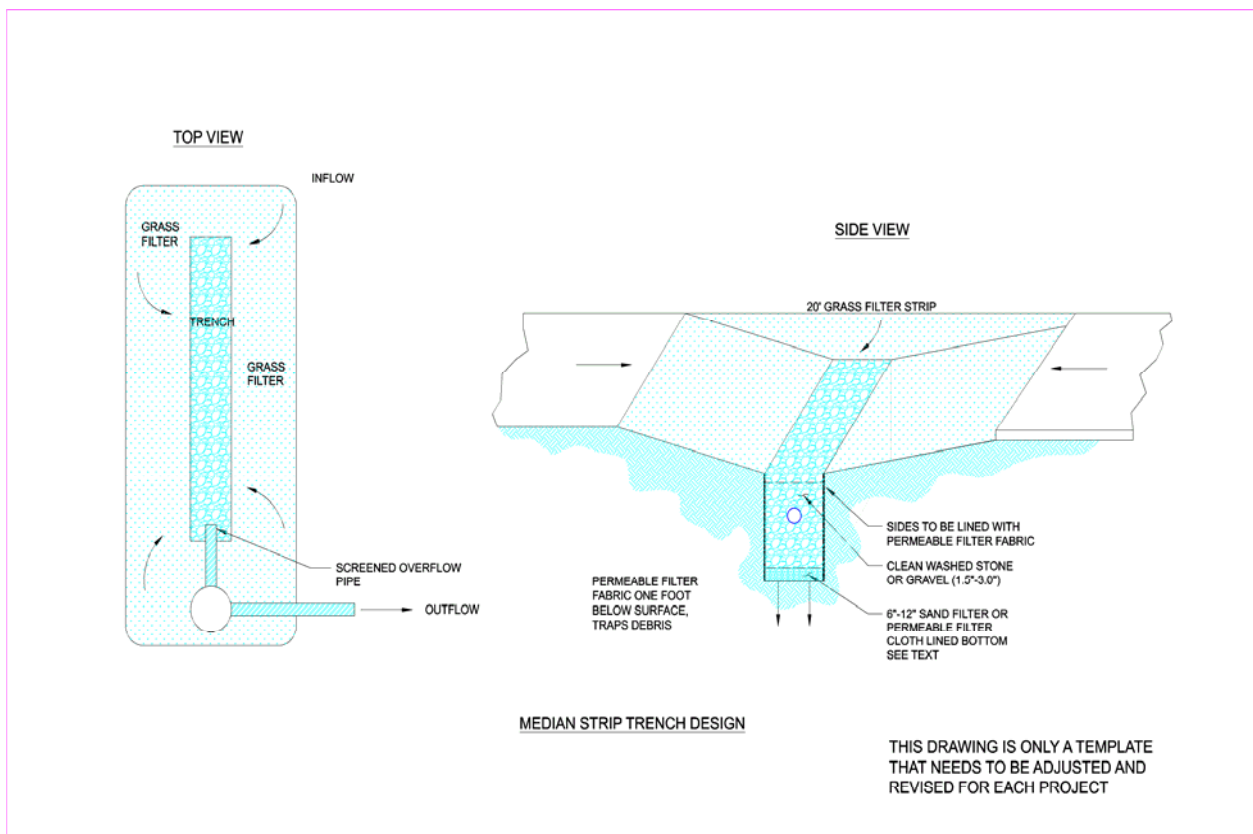 TOP VIEW
INFLOW
GRASS
FILTER
TRENCH
GRASS
FILTER
SCREENED OVERFLOW
PIPE
OUTFLOW
SIDE VIEW
20' GRASS FILTER STRIP
SIDES TO BE LINED WITH
PERMEABLE FILTER FABRIC
CLEAN WASHED STONE
OR GRAVEL (1.5"-3.0")
6"-12" SAND FILTER OR
PERMEABLE FILTER
CLOTH LINED BOTTOM
SEE TEXT
PERMEABLE FILTER
FABRIC ONE FOOT
BELOW SURFACE,
TRAPS DEBRIS
MEDIAN STRIP TRENCH DESIGN
THIS DRAWING IS ONLY A TEMPLATE
THAT NEEDS TO BE ADJUSTED AND
REVISED FOR EACH PROJECT